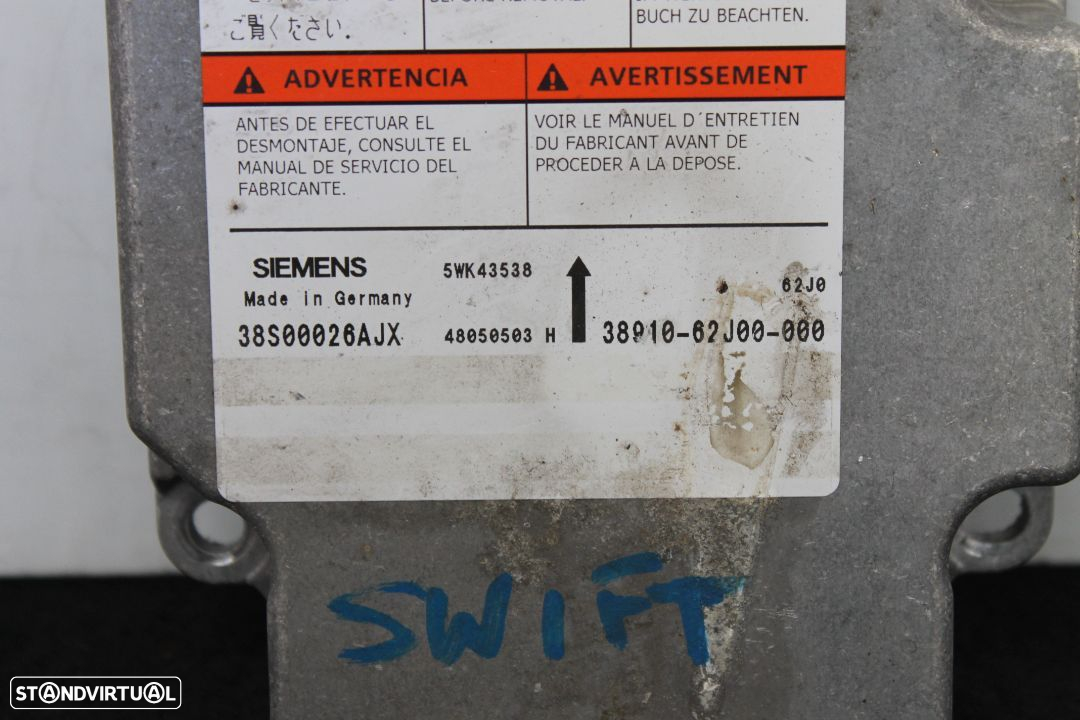 ご覧ください.
BUCH ZU BEACHTEN.
ADVERTENCIA
AVERTISSEMENT
ANTES DE EFECTUAR EL
DESMONTAJE, CONSULTE EL
MANUAL DE SERVICIO DEL
FABRICANTE.
VOIR LE MANUEL D´ENTRETIEN
DU FABRICANT AVANT DE
PROCEDER A LA DEPOSE.
SIEMENS
5WK43538
62J0
Made in Germany
38S00026AJX
48050503 H
38910-62J00-000
SWIFT
STANDVIRTUAL